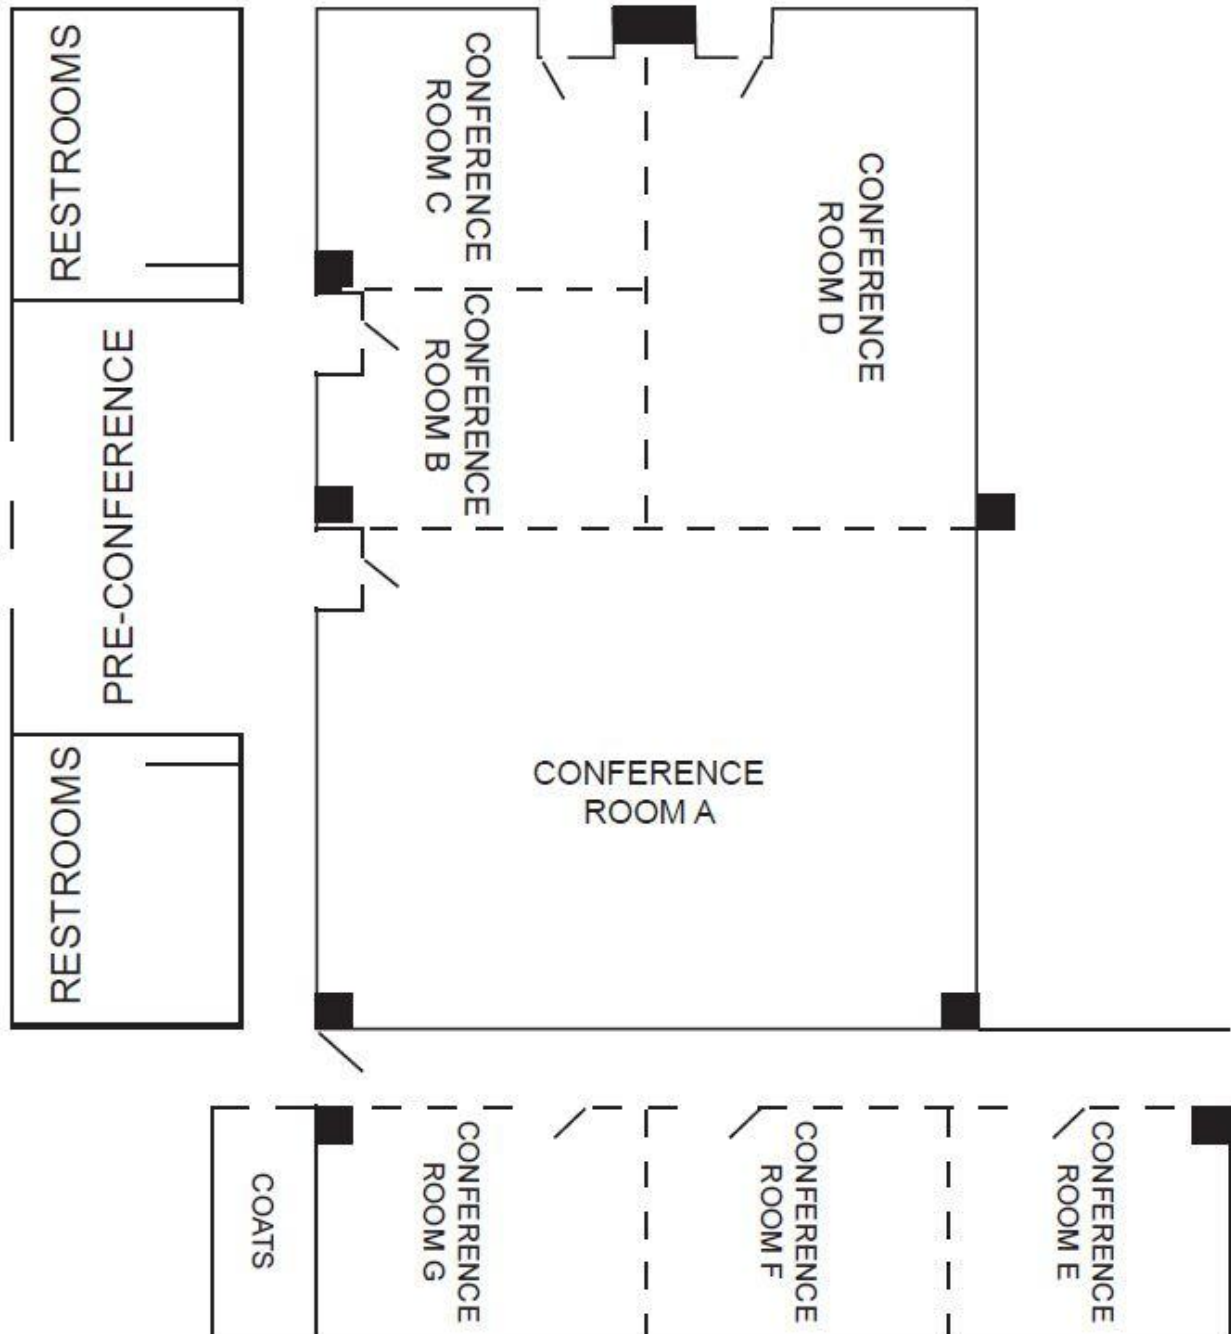 RESTROOMS
CONFERENCE
ROOM C
CONFERENCE
ROOM D
CONFERENCE
ROOM B
PRE-CONFERENCE
RESTROOMS
CONFERENCE
ROOM A
COATS
CONFERENCE
ROOM G
CONFERENCE
ROOM F
CONFERENCE
ROOM E